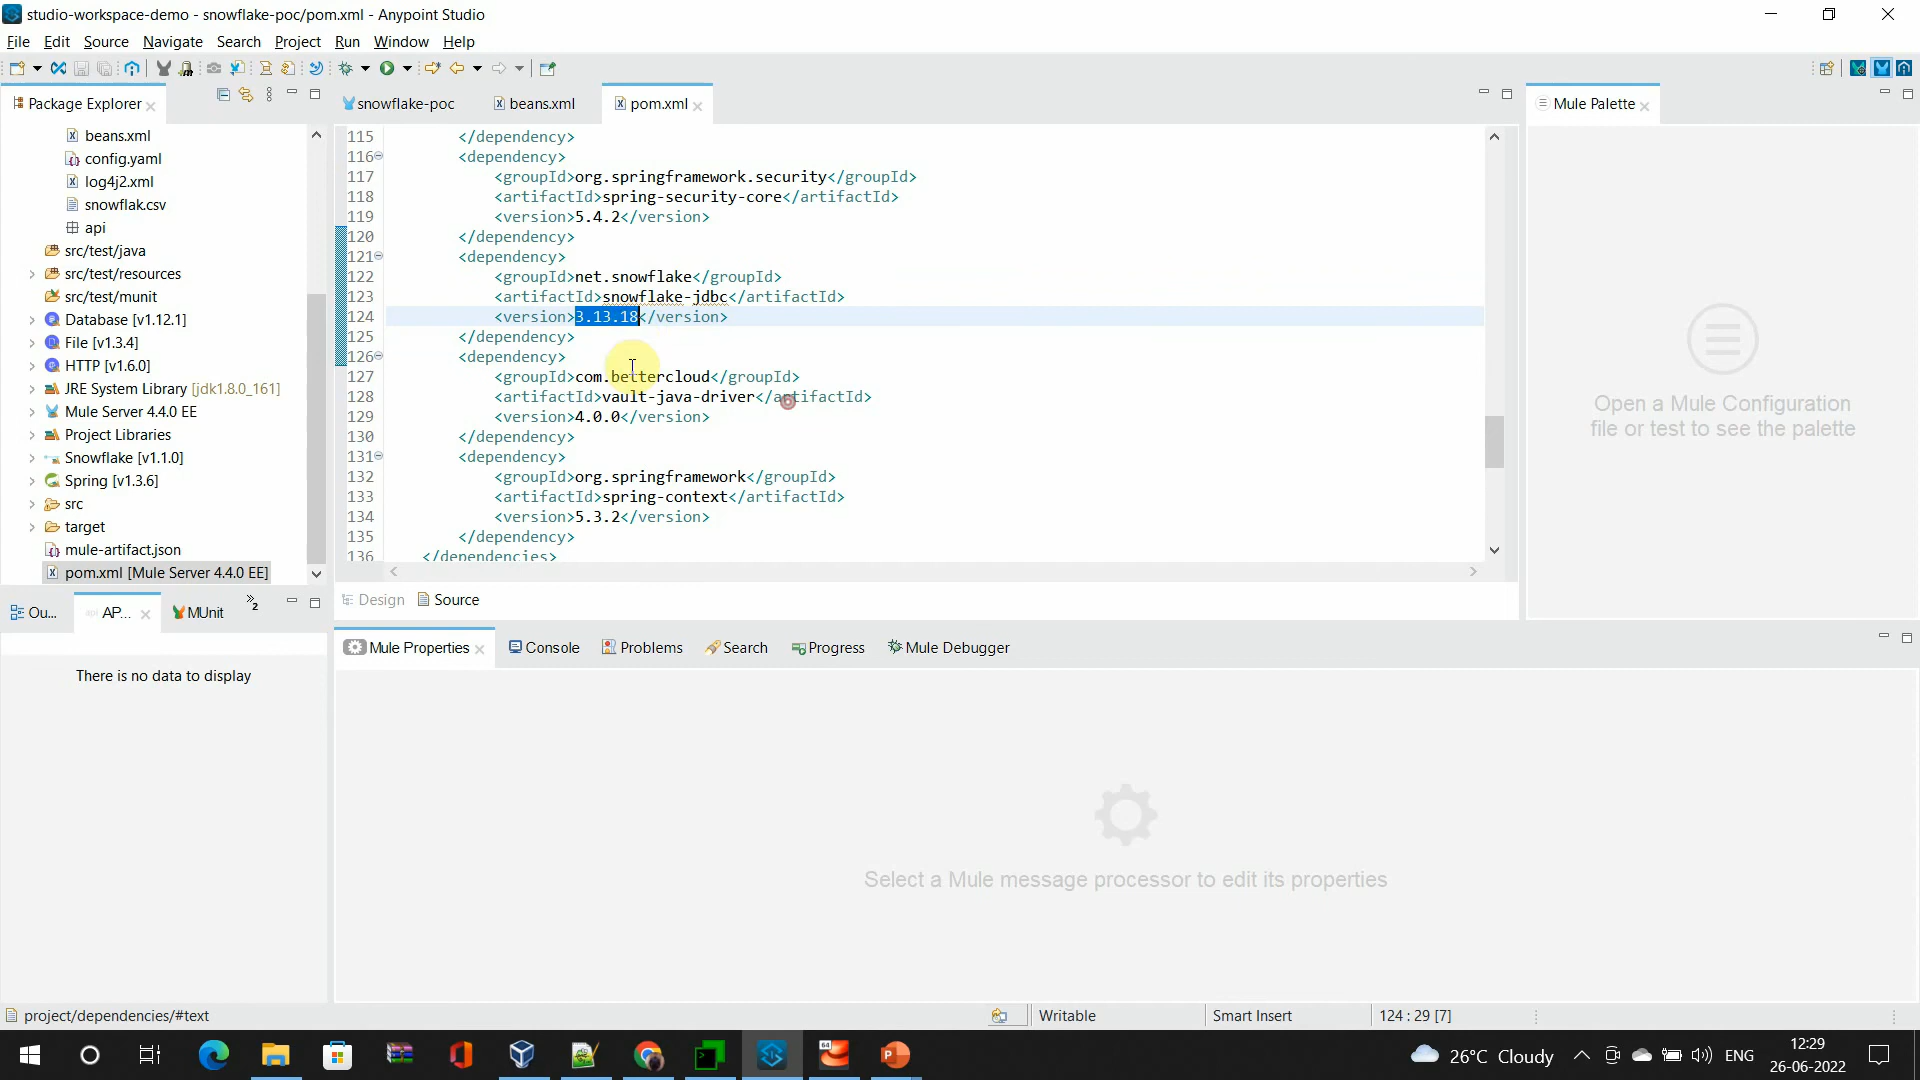 studio-workspace-demo - snowflake-poc/pom.xml - Anypoint Studio
File Edit Source Navigate Search Project Run Window Help
Package Explorer
beans.xml
config.yaml
log4j2.xml
snowflak.csv
api
src/test/java
src/test/resources
src/test/munit
Database [v1.12.1]
File [v1.3.4]
HTTP [v1.6.0]
JRE System Library [jdk1.8.0_161]
Mule Server 4.4.0 EE
Project Libraries
Snowflake [v1.1.0]
Spring [v1.3.6]
src
target
mule-artifact.json
pom.xml [Mule Server 4.4.0 EE]
snowflake-poc beans.xml pom.xml
115 </dependency>
116 <dependency>
117 <groupId>org.springframework.security</groupId>
118 <artifactId>spring-security-core</artifactId>
119 <version>5.4.2</version>
120 </dependency>
121 <dependency>
122 <groupId>net.snowflake</groupId>
123 <artifactId>snowflake-jdbc</artifactId>
124 <version>3.13.18</version>
125 </dependency>
126 <dependency>
127 <groupId>com.bettercloud</groupId>
128 <artifactId>vault-java-driver</artifactId>
129 <version>4.0.0</version>
130 </dependency>
131 <dependency>
132 <groupId>org.springframework</groupId>
133 <artifactId>spring-context</artifactId>
134 <version>5.3.2</version>
135 </dependency>
136 </dependencies>
Design Source
Mule Palette
Open a Mule Configuration
file or test to see the palette
Ou... AP... MUnit 2
There is no data to display
Mule Properties Console Problems Search Progress Mule Debugger
Select a Mule message processor to edit its properties
project/dependencies/#text Writable Smart Insert 124 : 29 [7]
26°C Cloudy ENG
12:29
26-06-2022